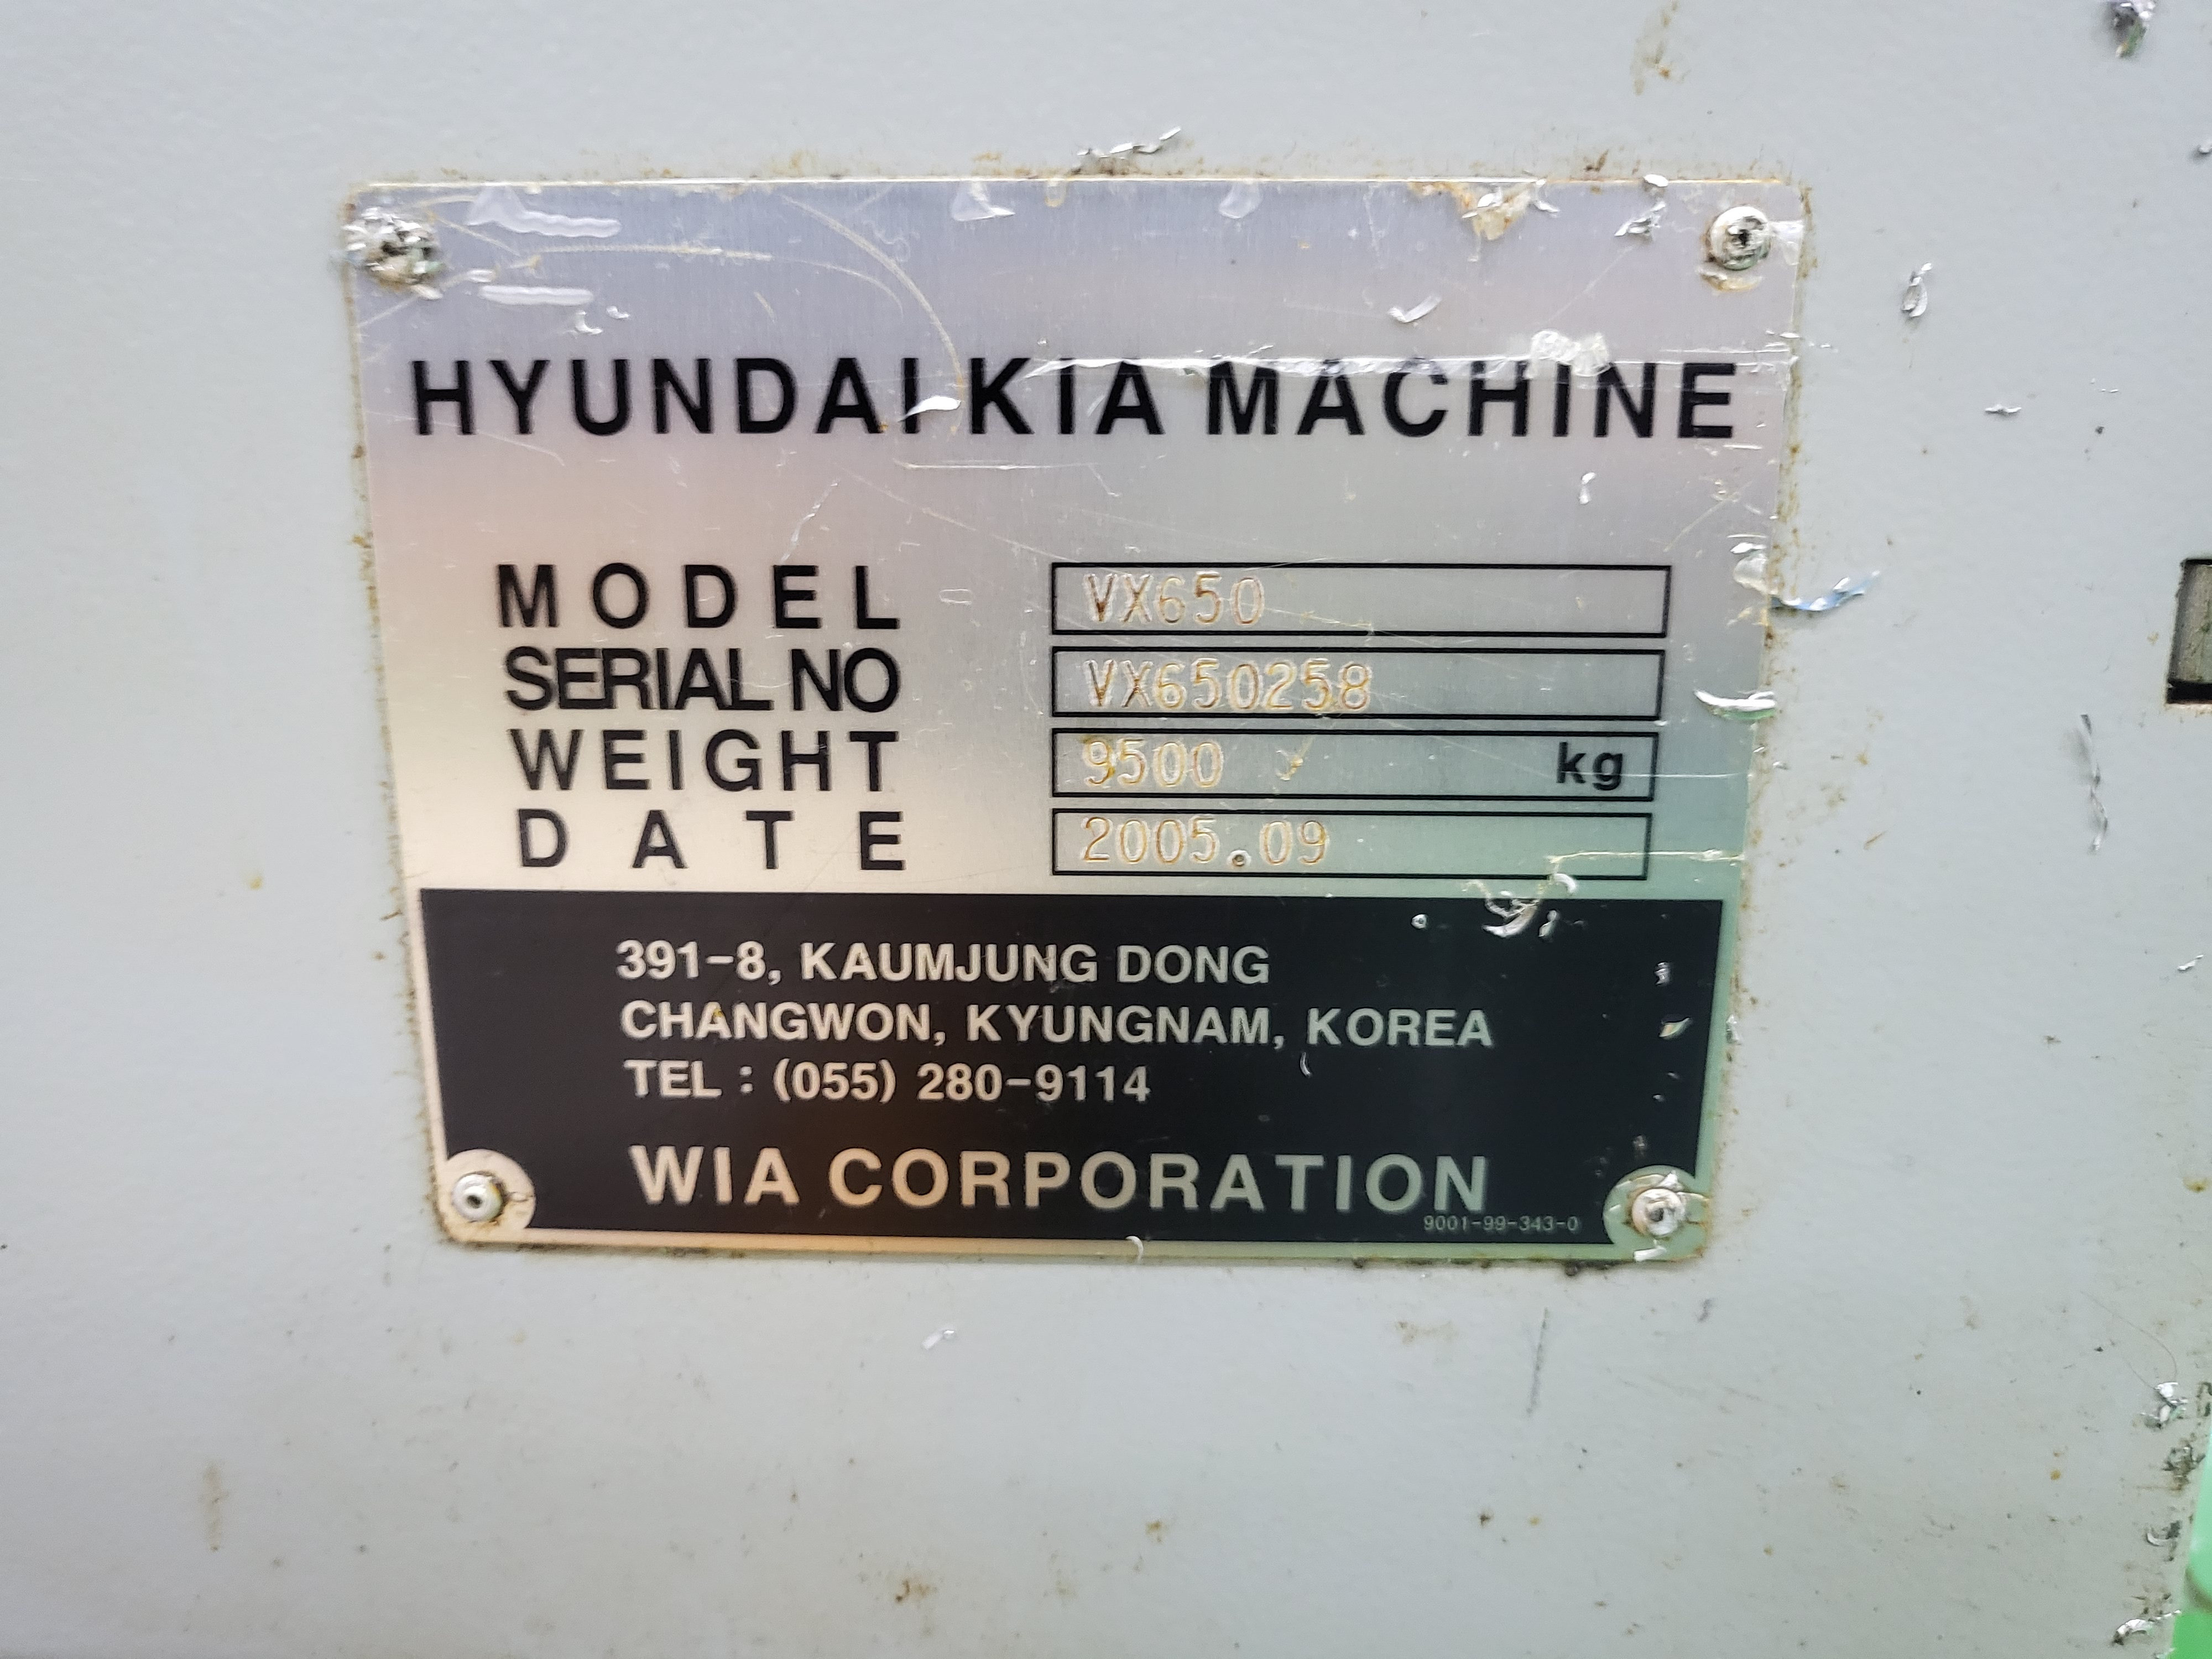 HYUNDAI KIA MACHINE
MODEL VX650
SERIAL NO VX650258
WEIGHT 9500 kg
DATE 2005.09
391-8, KAUMJUNG DONG
CHANGWON, KYUNGNAM, KOREA
TEL : (055) 280-9114
WIA CORPORATION
9001-99-343-0